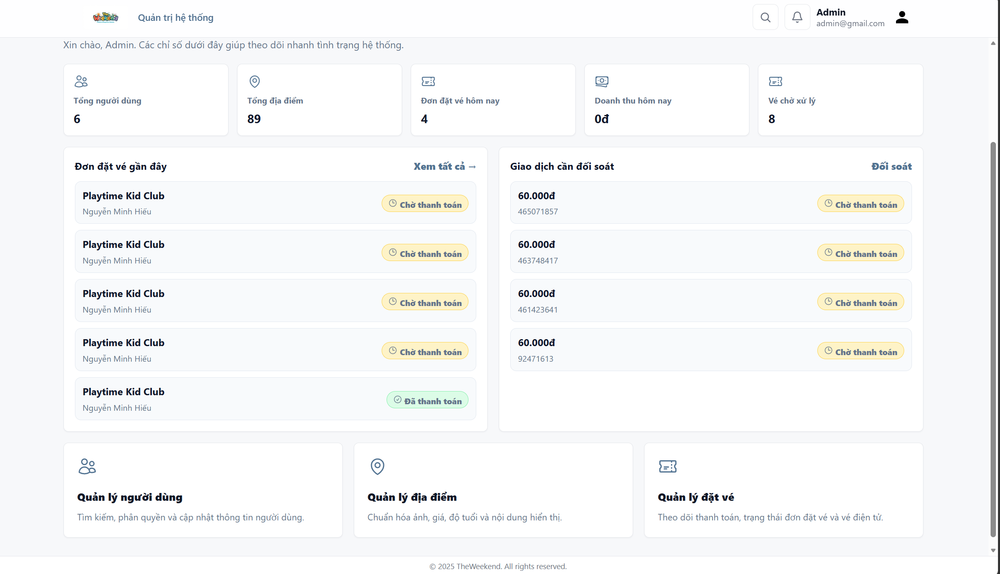 The Weekend
Quản trị hệ thống
Admin
admin@gmail.com
Xin chào, Admin. Các chỉ số dưới đây giúp theo dõi nhanh tình trạng hệ thống.
Tổng người dùng
6
Tổng địa điểm
89
Đơn đặt vé hôm nay
4
Doanh thu hôm nay
0đ
Vé chờ xử lý
8
Đơn đặt vé gần đây
Xem tất cả →
Playtime Kid Club
Nguyễn Minh Hiếu
Chờ thanh toán
Playtime Kid Club
Nguyễn Minh Hiếu
Chờ thanh toán
Playtime Kid Club
Nguyễn Minh Hiếu
Chờ thanh toán
Playtime Kid Club
Nguyễn Minh Hiếu
Chờ thanh toán
Playtime Kid Club
Nguyễn Minh Hiếu
Đã thanh toán
Giao dịch cần đối soát
Đối soát
60.000đ
465071857
Chờ thanh toán
60.000đ
463748417
Chờ thanh toán
60.000đ
461423641
Chờ thanh toán
60.000đ
92471613
Chờ thanh toán
Quản lý người dùng
Tìm kiếm, phân quyền và cập nhật thông tin người dùng.
Quản lý địa điểm
Chuẩn hóa ảnh, giá, độ tuổi và nội dung hiển thị.
Quản lý đặt vé
Theo dõi thanh toán, trạng thái đơn đặt vé và vé điện tử.
© 2025 TheWeekend. All rights reserved.